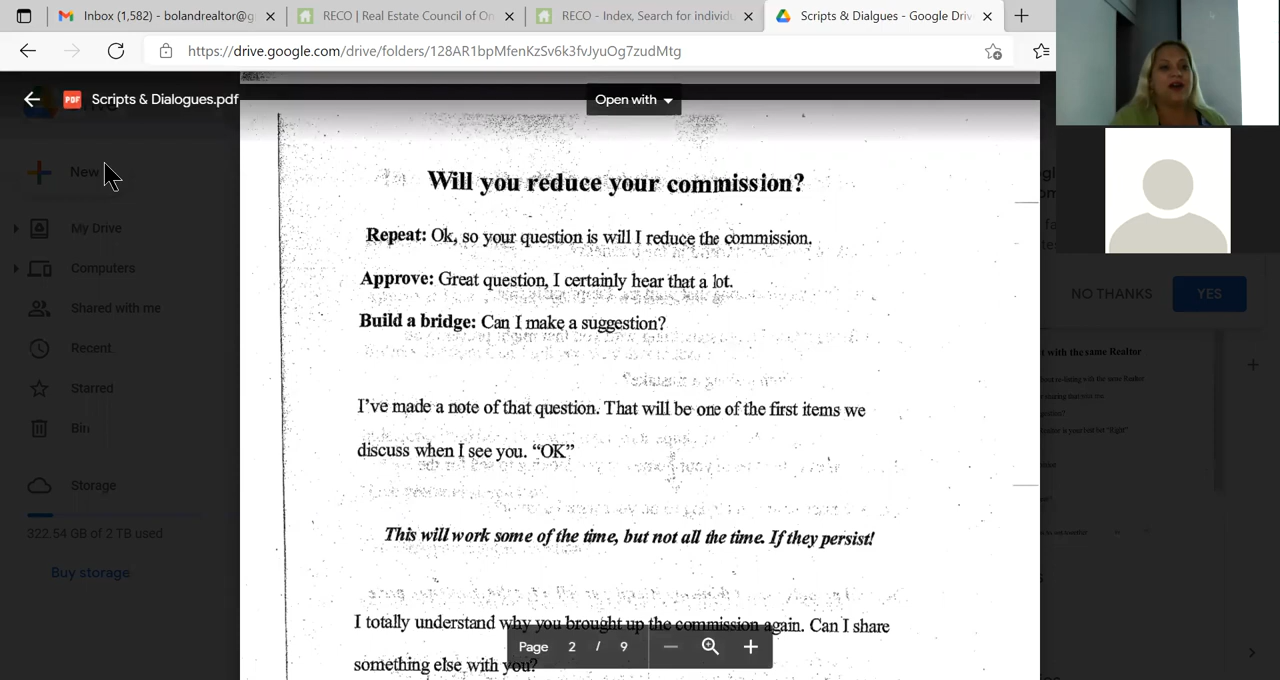 Inbox (1,582) - bolandrealtor@g
RECO | Real Estate Council of On
RECO - Index, Search for individu
Scripts & Dialgues - Google Driv
https://drive.google.com/drive/folders/128AR1bpMfenKzSv6k3fvJyuOg7zudMtg
PDF
Scripts & Dialogues.pdf
Open with
New
My Drive
Computers
Shared with me
Recent
Starred
Bin
Storage
322.54 GB of 2 TB used
Buy storage
Will you reduce your commission?
Repeat: Ok, so your question is will I reduce the commission.
Approve: Great question, I certainly hear that a lot.
Build a bridge: Can I make a suggestion?
I've made a note of that question. That will be one of the first items we
discuss when I see you. “OK”
This will work some of the time, but not all the time. If they persist!
I totally understand why you brought up the commission again. Can I share
something else with you?
Page 2 / 9
NO THANKS
YES
t with the same Realtor